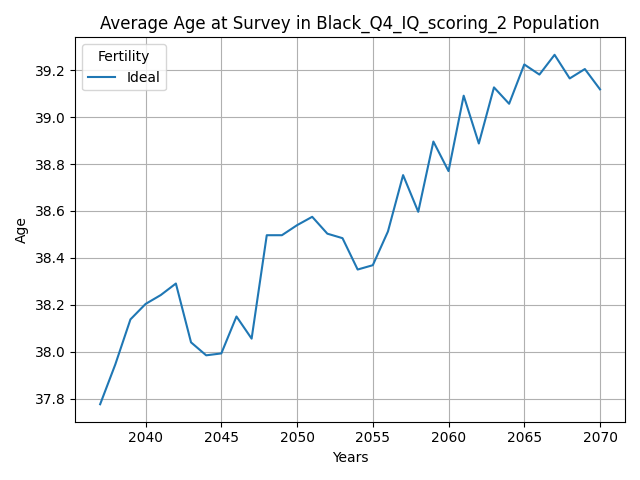 Average Age at Survey in Black_Q4_IQ_scoring_2 Population
Fertility
Ideal
Age
39.2
39.0
38.8
38.6
38.4
38.2
38.0
37.8
2040 2045 2050 2055 2060 2065 2070
Years